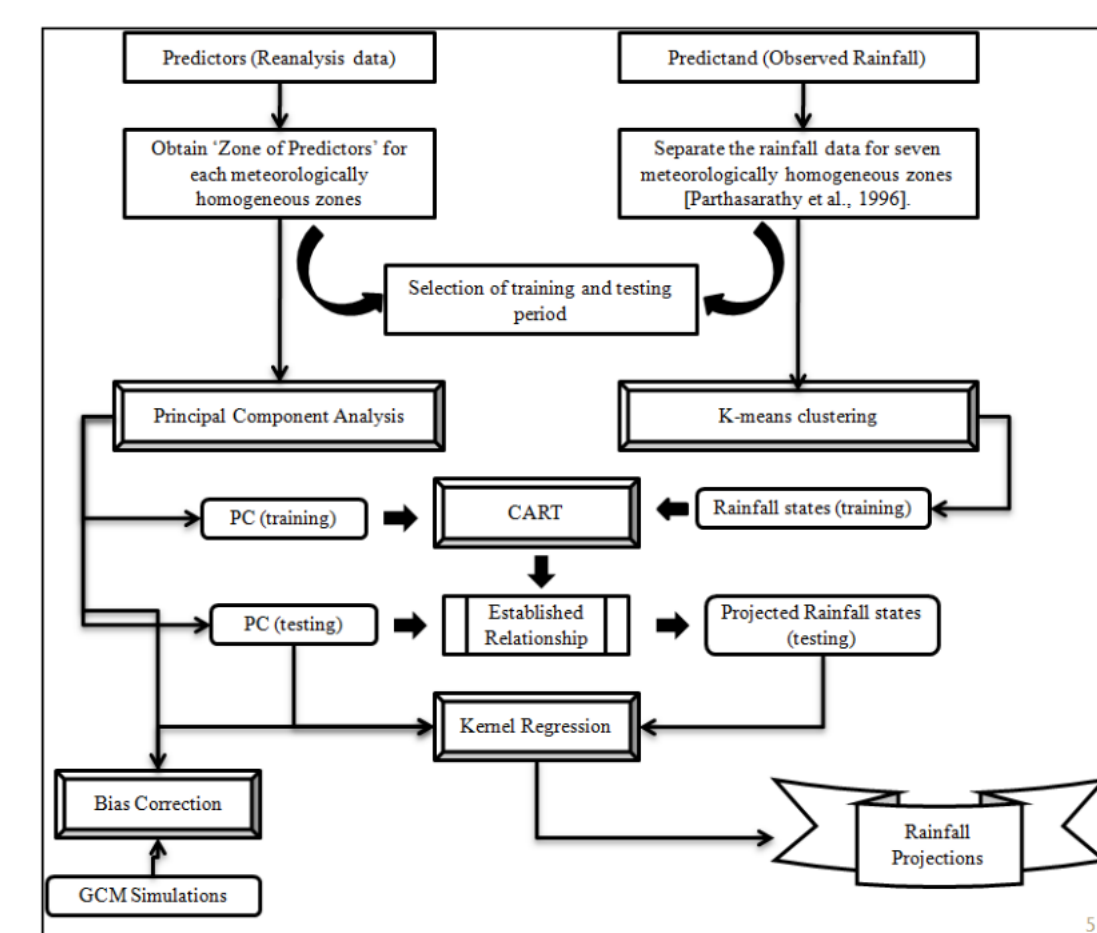 Predictors (Reanalysis data)
Predictand (Observed Rainfall)
Obtain ‘Zone of Predictors’ for
each meteorologically
homogeneous zones
Separate the rainfall data for seven
meteorologically homogeneous zones
[Parthasarathy et al., 1996].
Selection of training and testing
period
Principal Component Analysis
K-means clustering
PC (training)
CART
Rainfall states (training)
PC (testing)
Established
Relationship
Projected Rainfall states
(testing)
Kernel Regression
Bias Correction
Rainfall
Projections
GCM Simulations
5